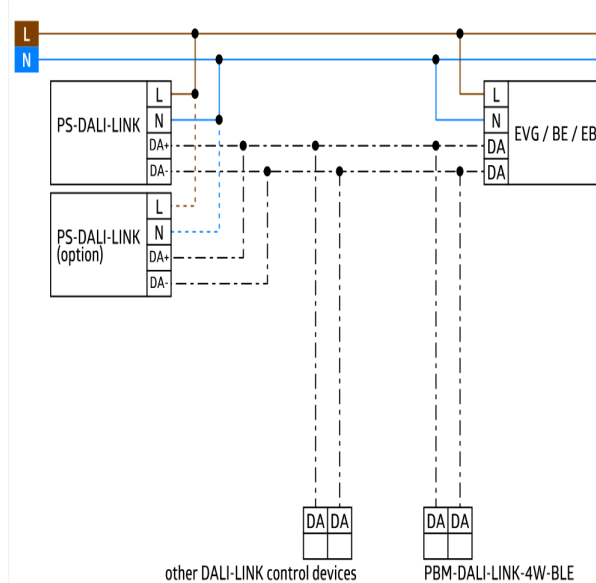 L
N
PS-DALI-LINK
L
N
DA+
DA-
EVG / BE / EB
L
N
DA
DA
PS-DALI-LINK
(option)
L
N
DA+
DA-
DA DA
DA DA
other DALI-LINK control devices
PBM-DALI-LINK-4W-BLE